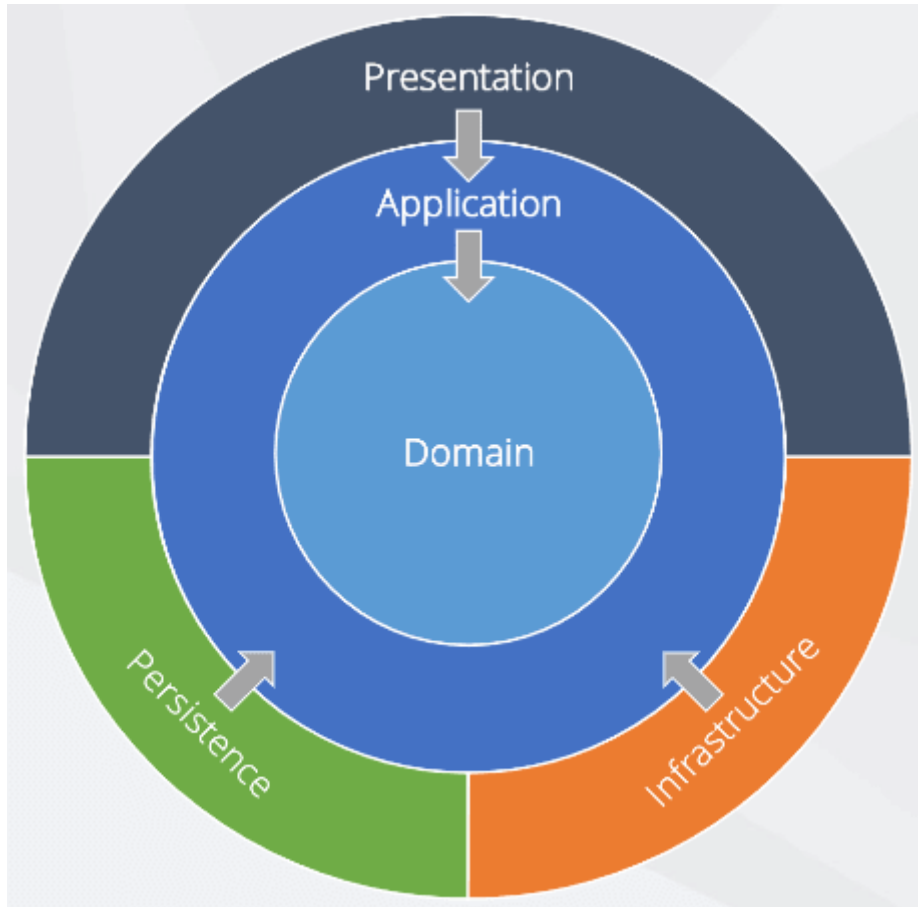 Presentation
Application
Domain
Persistence
Infrastructure